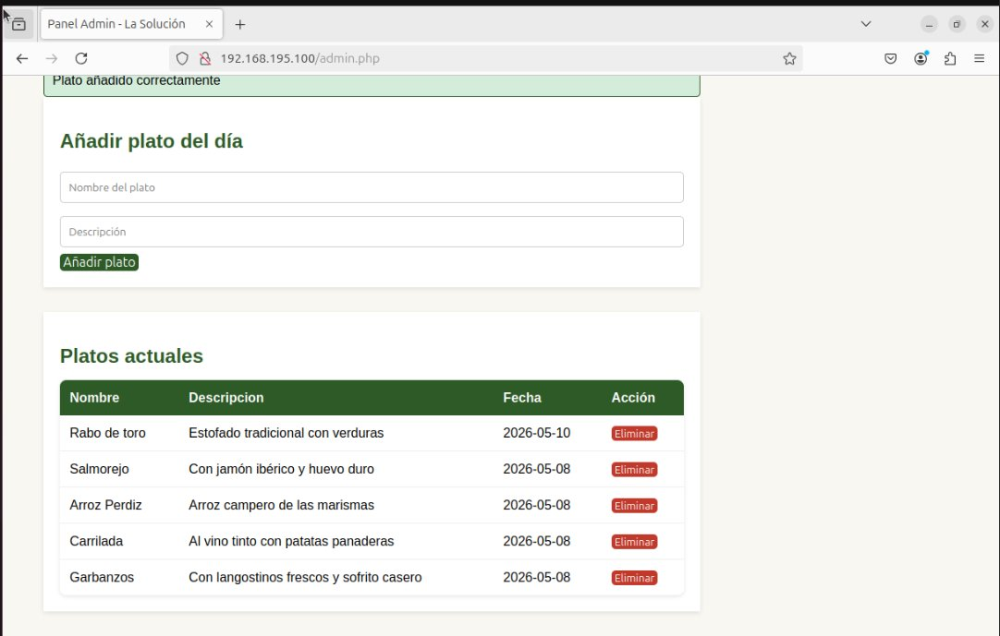 Panel Admin - La Solución
192.168.195.100/admin.php
Plato añadido correctamente
Añadir plato del día
Nombre del plato
Descripción
Añadir plato
Platos actuales
Nombre Descripcion Fecha Acción
Rabo de toro Estofado tradicional con verduras 2026-05-10 Eliminar
Salmorejo Con jamón ibérico y huevo duro 2026-05-08 Eliminar
Arroz Perdiz Arroz campero de las marismas 2026-05-08 Eliminar
Carrilada Al vino tinto con patatas panaderas 2026-05-08 Eliminar
Garbanzos Con langostinos frescos y sofrito casero 2026-05-08 Eliminar